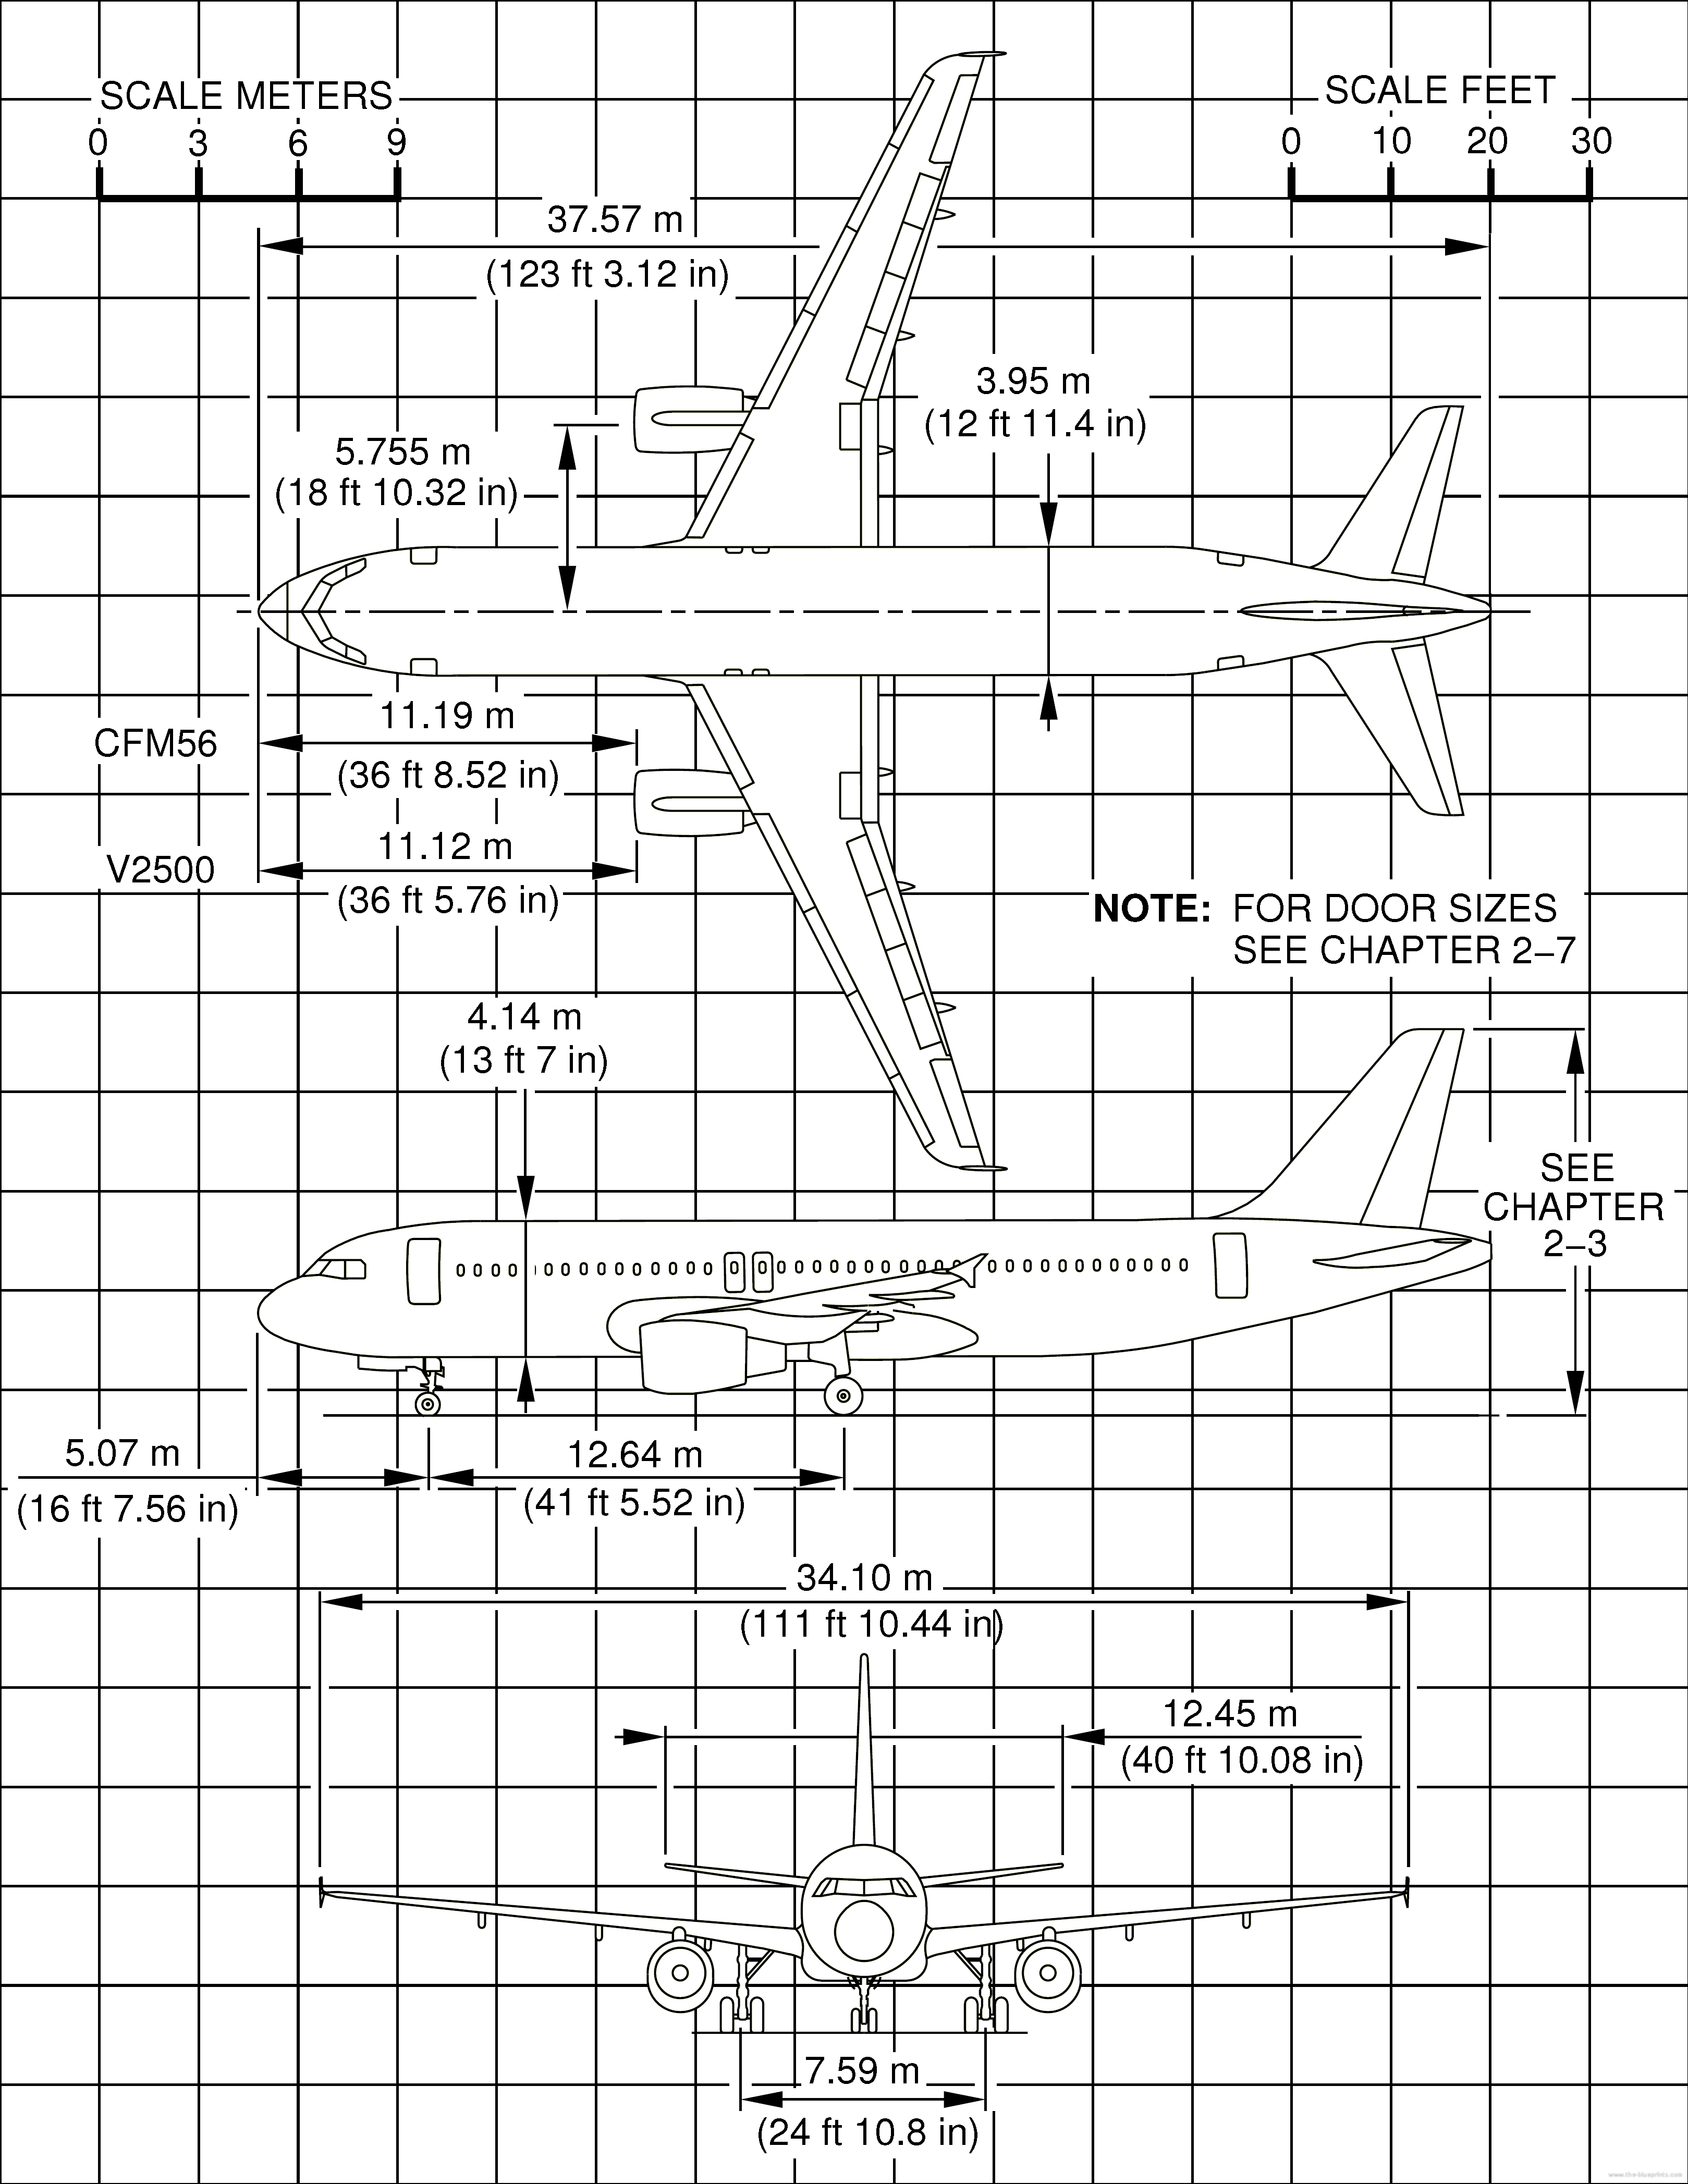 SCALE METERS
0 3 6 9
SCALE FEET
0 10 20 30
37.57 m
(123 ft 3.12 in)
3.95 m
(12 ft 11.4 in)
5.755 m
(18 ft 10.32 in)
11.19 m
CFM56
(36 ft 8.52 in)
11.12 m
V2500
(36 ft 5.76 in)
NOTE: FOR DOOR SIZES
SEE CHAPTER 2–7
4.14 m
(13 ft 7 in)
SEE
CHAPTER
2–3
5.07 m
(16 ft 7.56 in)
12.64 m
(41 ft 5.52 in)
34.10 m
(111 ft 10.44 in)
12.45 m
(40 ft 10.08 in)
7.59 m
(24 ft 10.8 in)
www.the-blueprints.com